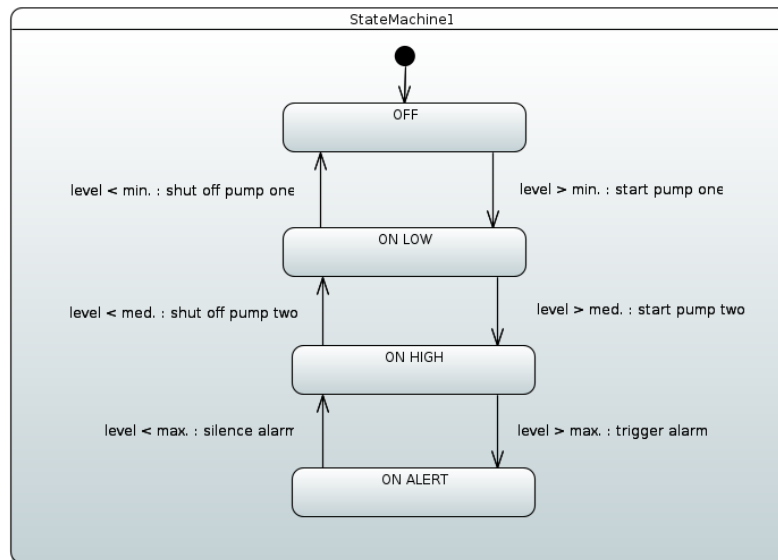 StateMachine1
OFF
level < min. : shut off pump one
level > min. : start pump one
ON LOW
level < med. : shut off pump two
level > med. : start pump two
ON HIGH
level < max. : silence alarm
level > max. : trigger alarm
ON ALERT